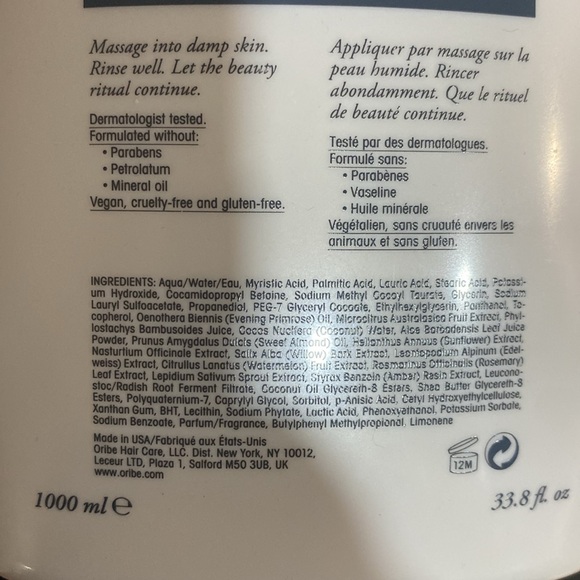 Massage into damp skin.
Rinse well. Let the beauty
ritual continue.
Dermatologist tested.
Formulated without:
• Parabens
• Petrolatum
• Mineral oil
Vegan, cruelty-free and gluten-free.
Appliquer par massage sur la
peau humide. Rincer
abondamment. Que le rituel
de beauté continue.
Testé par des dermatologues.
Formulé sans:
• Parabènes
• Vaseline
• Huile minérale
Végétalien, sans cruauté envers les
animaux et sans gluten.
INGREDIENTS: Aqua/Water/Eau, Myristic Acid, Palmitic Acid, Lauric Acid, Stearic Acid, Potassi-
um Hydroxide, Cocamidopropyl Betaine, Sodium Methyl Cocoyl Taurate, Glycerin, Sodium
Lauryl Sulfoacetate, Propanediol, PEG-7 Glyceryl Cocoate, Ethylhexylglycerin, Panthenol, To-
copherol, Oenothera Biennis (Evening Primrose) Oil, Microcitrus Australasica Fruit Extract, Phyl-
lostachys Bambusoides Juice, Cocos Nucifera (Coconut) Water, Aloe Barbadensis Leaf Juice
Powder, Prunus Amygdalus Dulcis (Sweet Almond) Oil, Helianthus Annuus (Sunflower) Extract,
Nasturtium Officinale Extract, Salix Alba (Willow) Bark Extract, Leontopodium Alpinum (Edel-
weiss) Extract, Citrullus Lanatus (Watermelon) Fruit Extract, Rosmarinus Officinalis (Rosemary)
Leaf Extract, Lepidium Sativum Sprout Extract, Styrax Benzoin (Amber) Resin Extract, Leucono-
stoc/Radish Root Ferment Filtrate, Coconut Oil Glycereth-8 Esters, Shea Butter Glycereth-8
Esters, Polyquaternium-7, Caprylyl Glycol, Sorbitol, p-Anisic Acid, Cetyl Hydroxyethylcellulose,
Xanthan Gum, BHT, Lecithin, Sodium Phytate, Lactic Acid, Phenoxyethanol, Potassium Sorbate,
Sodium Benzoate, Parfum/Fragrance, Butylphenyl Methylpropional, Limonene
Made in USA/Fabriqué aux États-Unis
Oribe Hair Care, LLC. Dist. New York, NY 10012,
Leceur LTD, Plaza 1, Salford M50 3UB, UK
www.oribe.com
12M
1000 ml e
33.8 fl. oz